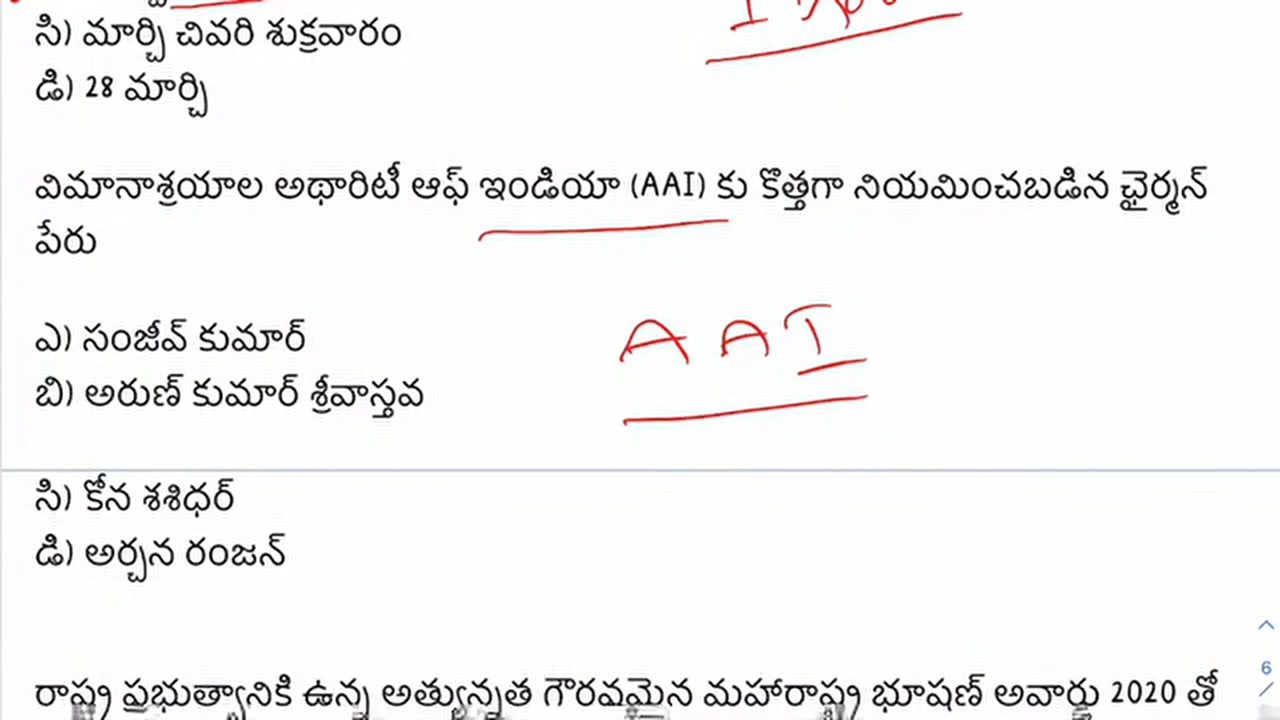 సి) మార్చి చివరి శుక్రవారం
డి) 28 మార్చి
విమానాశ్రయాల అథారిటీ ఆఫ్ ఇండియా (AAI) కు కొత్తగా నియమించబడిన ఛైర్మన్
పేరు
ఎ) సంజీవ్ కుమార్
A A I
బి) అరుణ్ కుమార్ శ్రీవాస్తవ
సి) కోన శశిధర్
డి) అర్చన రంజన్
6
రాష్ట్ర ప్రభుత్వానికి ఉన్న అత్యున్నత గౌరవమైన మహారాష్ట్ర భూషణ్ అవార్డు 2020 తో